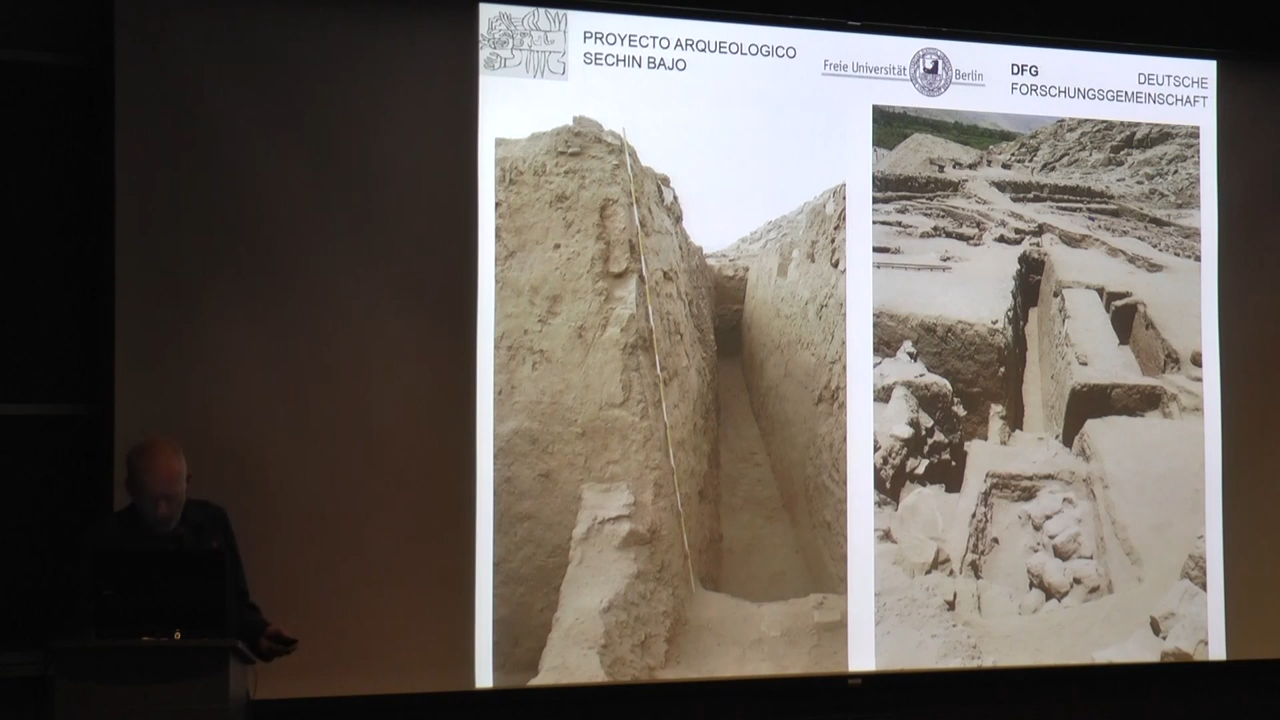 PROYECTO ARQUEOLOGICO
SECHIN BAJO
Freie Universität Berlin
DFG DEUTSCHE
FORSCHUNGSGEMEINSCHAFT